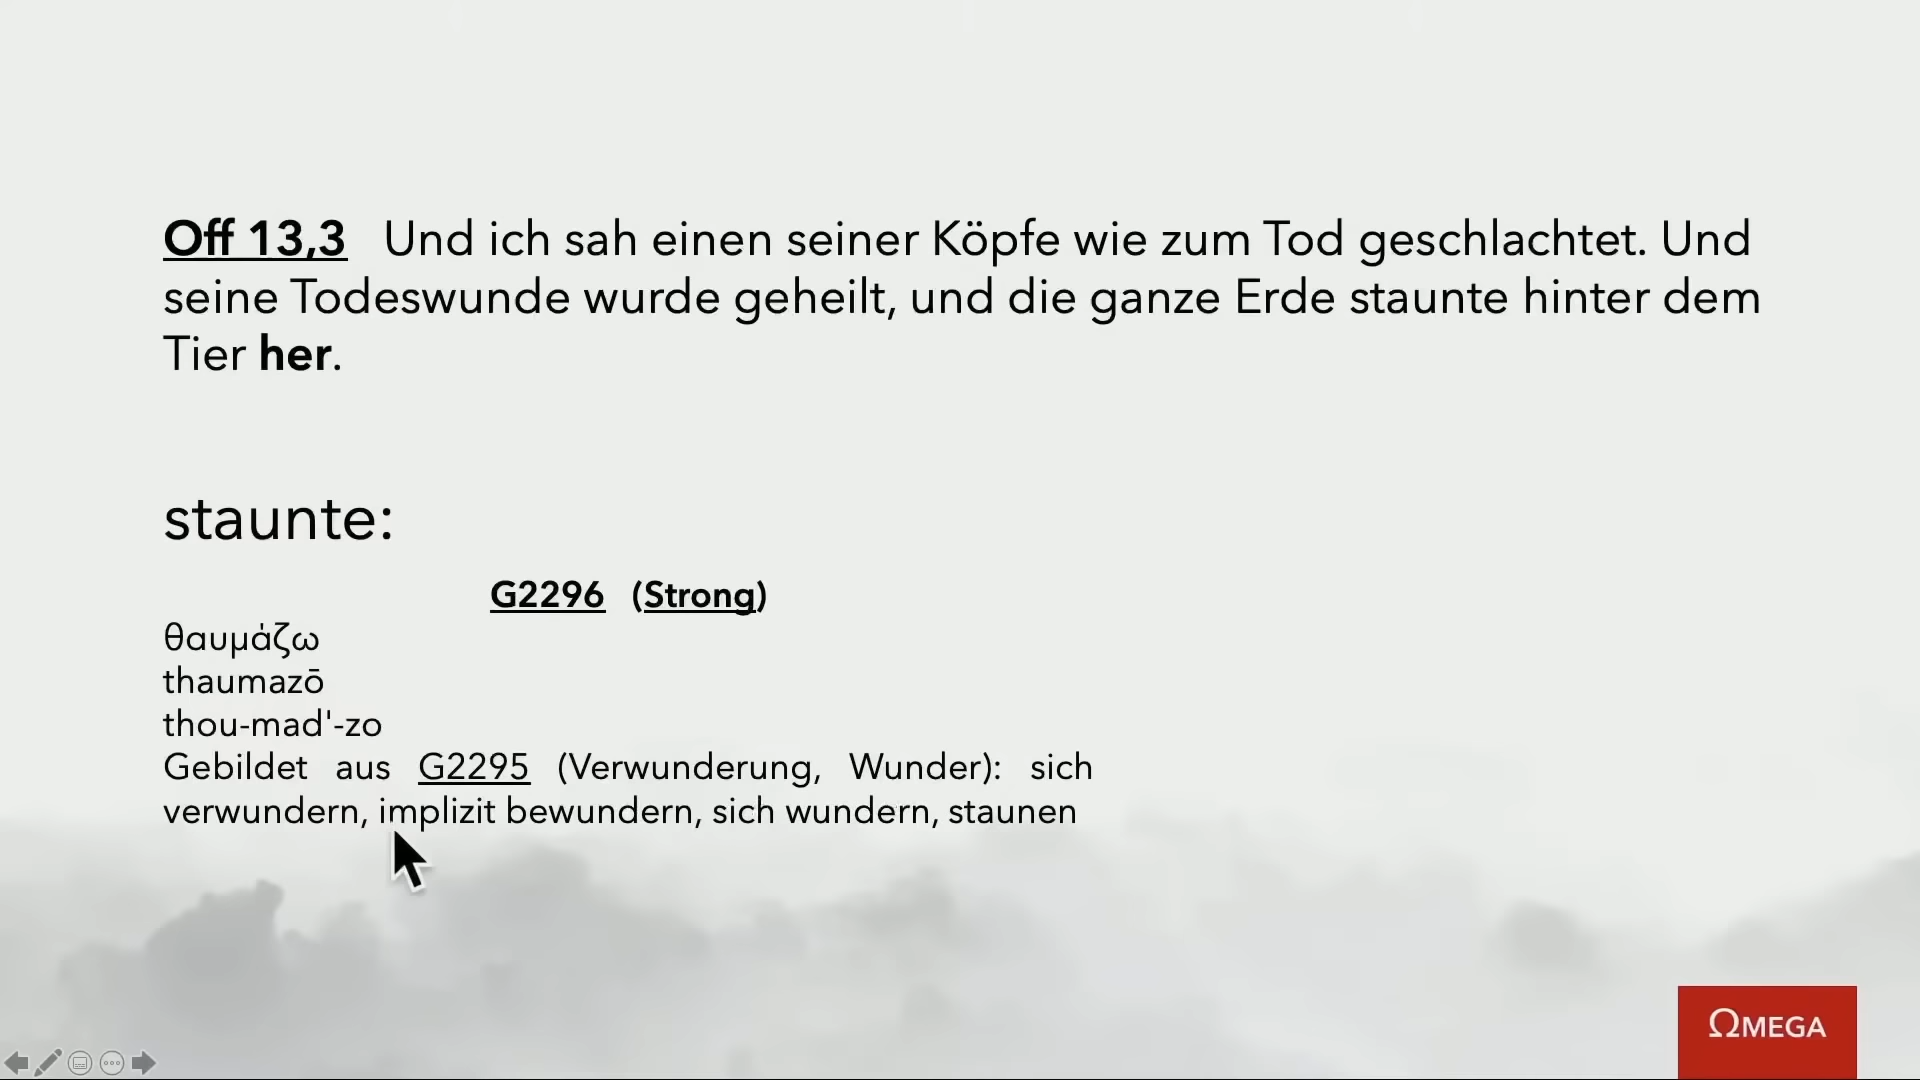 Off 13,3 Und ich sah einen seiner Köpfe wie zum Tod geschlachtet. Und
seine Todeswunde wurde geheilt, und die ganze Erde staunte hinter dem
Tier her.
staunte:
G2296 (Strong)
θαυμάζω
thaumazō
thou-mad'-zo
Gebildet aus G2295 (Verwunderung, Wunder): sich
verwundern, implizit bewundern, sich wundern, staunen
ΩMEGA